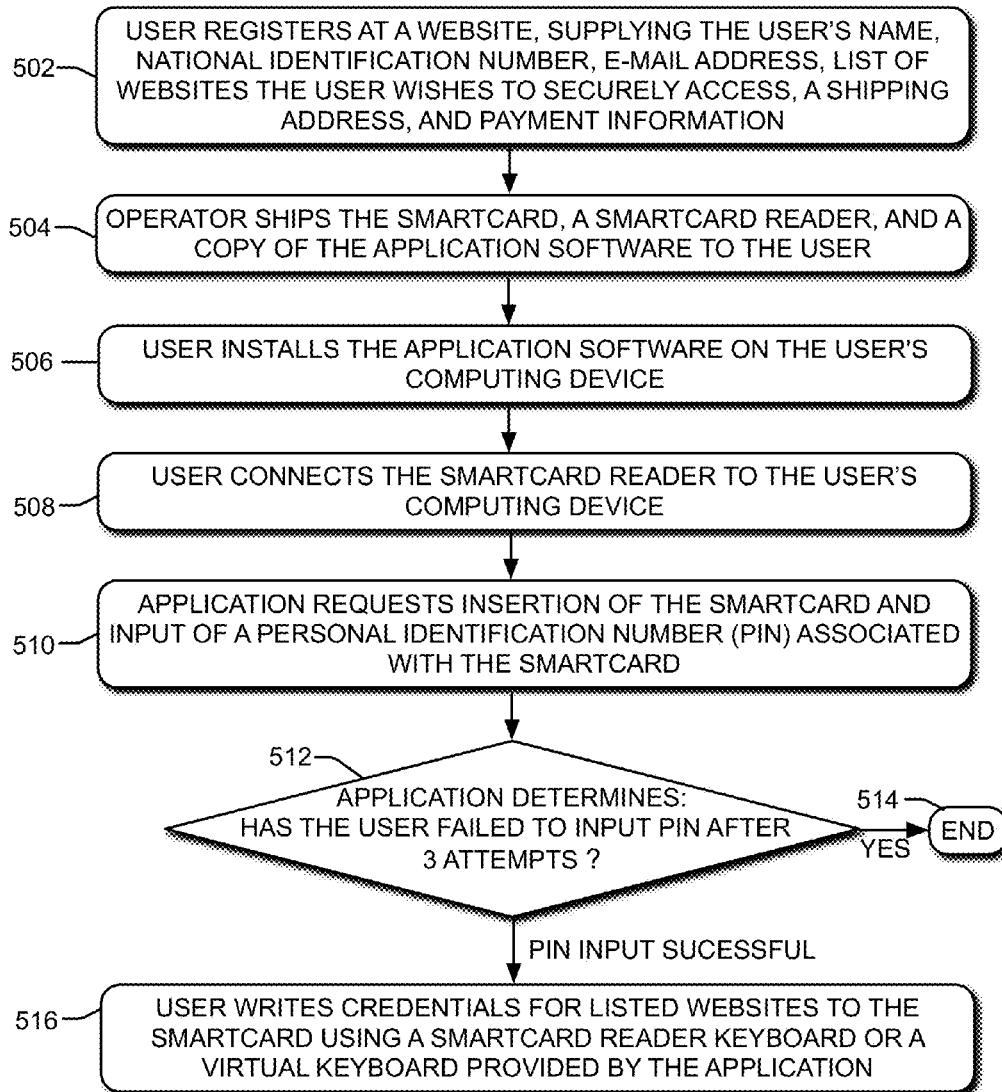 USER REGISTERS AT A WEBSITE, SUPPLYING THE USER'S NAME,
NATIONAL IDENTIFICATION NUMBER, E-MAIL ADDRESS, LIST OF
WEBSITES THE USER WISHES TO SECURELY ACCESS, A SHIPPING
ADDRESS, AND PAYMENT INFORMATION
502
OPERATOR SHIPS THE SMARTCARD, A SMARTCARD READER, AND A
COPY OF THE APPLICATION SOFTWARE TO THE USER
504
USER INSTALLS THE APPLICATION SOFTWARE ON THE USER'S
COMPUTING DEVICE
506
USER CONNECTS THE SMARTCARD READER TO THE USER'S
COMPUTING DEVICE
508
APPLICATION REQUESTS INSERTION OF THE SMARTCARD AND
INPUT OF A PERSONAL IDENTIFICATION NUMBER (PIN) ASSOCIATED
WITH THE SMARTCARD
510
512
APPLICATION DETERMINES:
HAS THE USER FAILED TO INPUT PIN AFTER
3 ATTEMPTS ?
514
END
YES
PIN INPUT SUCESSFUL
USER WRITES CREDENTIALS FOR LISTED WEBSITES TO THE
SMARTCARD USING A SMARTCARD READER KEYBOARD OR A
VIRTUAL KEYBOARD PROVIDED BY THE APPLICATION
516